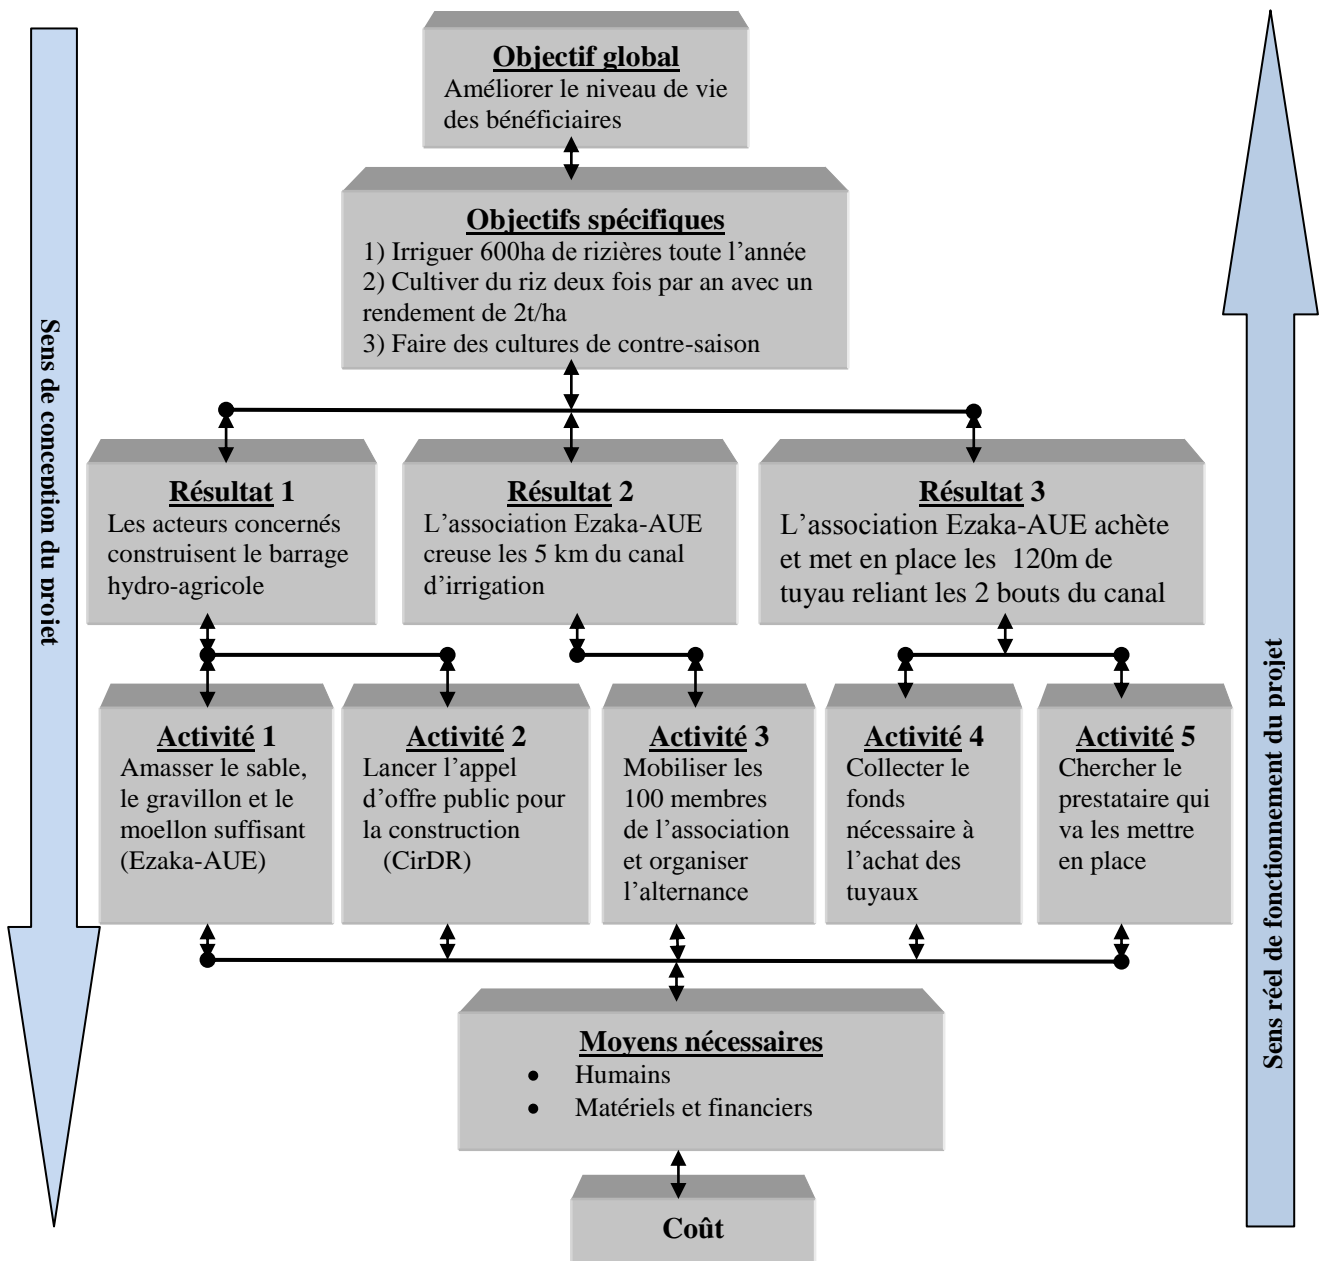 Objectif global
Améliorer le niveau de vie
des bénéficiaires
Objectifs spécifiques
1) Irriguer 600ha de rizières toute l’année
2) Cultiver du riz deux fois par an avec un
rendement de 2t/ha
3) Faire des cultures de contre-saison
Sens de conception du projet
Sens réel de fonctionnement du projet
Résultat 1
Les acteurs concernés
construisent le barrage
hydro-agricole
Résultat 2
L’association Ezaka-AUE
creuse les 5 km du canal
d’irrigation
Résultat 3
L’association Ezaka-AUE achète
et met en place les 120m de
tuyau reliant les 2 bouts du canal
Activité 1
Amasser le sable,
le gravillon et le
moellon suffisant
(Ezaka-AUE)
Activité 2
Lancer l’appel
d’offre public pour
la construction
(CirDR)
Activité 3
Mobiliser les
100 membres
de l’association
et organiser
l’alternance
Activité 4
Collecter le
fonds
nécessaire à
l’achat des
tuyaux
Activité 5
Chercher le
prestataire qui
va les mettre
en place
Moyens nécessaires
• Humains
• Matériels et financiers
Coût